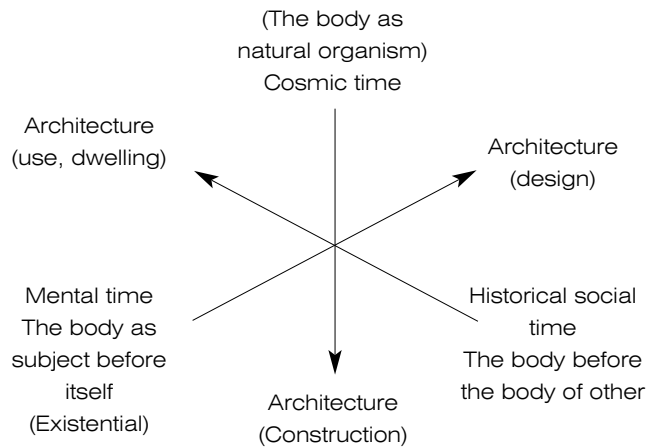 (The body as
natural organism)
Cosmic time
Architecture
(use, dwelling)
Architecture
(design)
Mental time
The body as
subject before
itself
(Existential)
Historical social
time
The body before
the body of other
Architecture
(Construction)